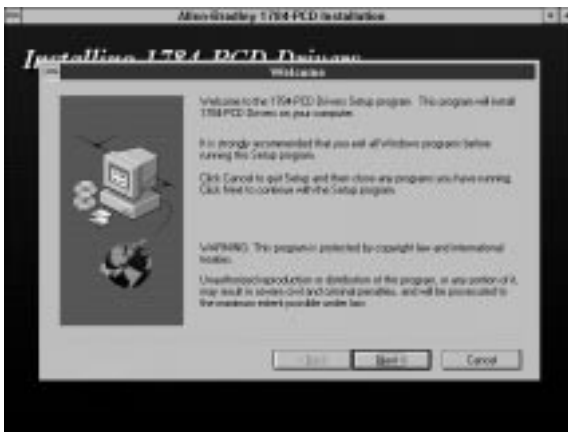 Allen-Bradley 1784-PCD Installation
Installing 1784-PCD Drivers
Welcome
Welcome to the 1784-PCD Drivers Setup program. This program will install
1784-PCD Drivers on your computer.
It is strongly recommended that you exit all Windows programs before
running this Setup program.
Click Cancel to quit Setup and then close any programs you have running.
Click Next to continue with the Setup program.
WARNING: This program is protected by copyright law and international
treaties.
Unauthorized reproduction or distribution of this program, or any portion of it,
may result in severe civil and criminal penalties, and will be prosecuted to
the maximum extent possible under law.
< Back
Next >
Cancel